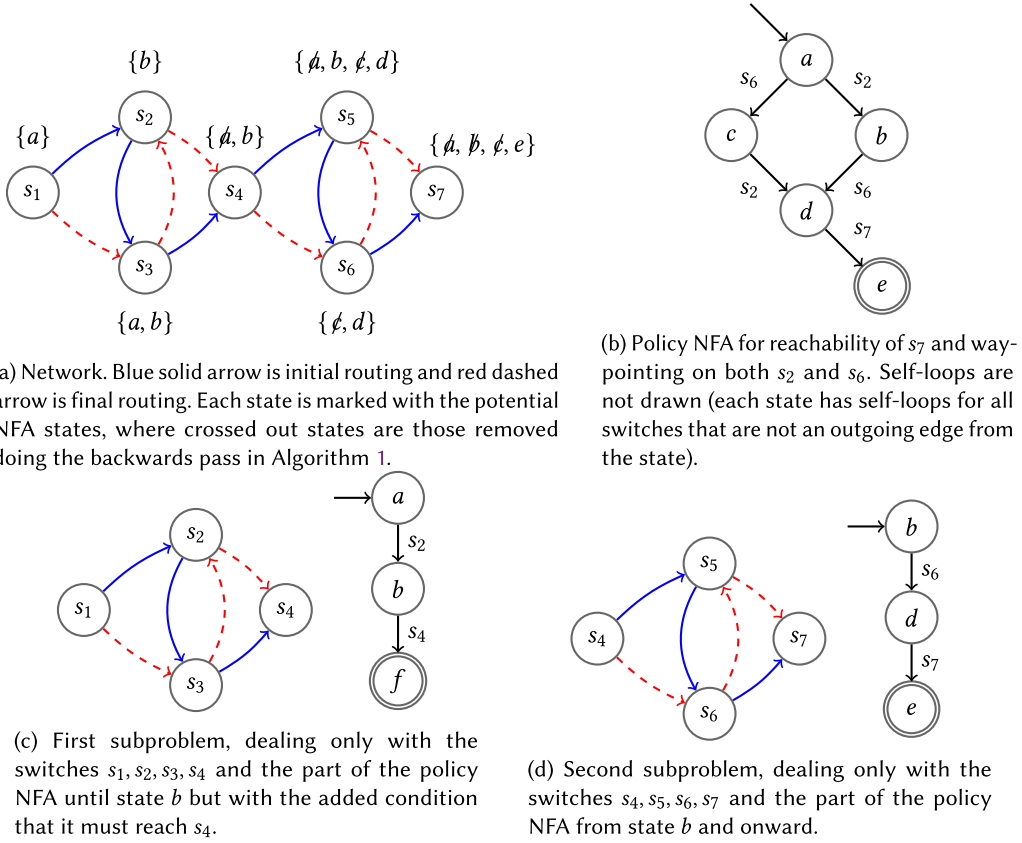 {b}
{a̸, b, c̸, d}
{a}
s2
{a̸, b}
s5
{a̸, b̸, c̸, e}
s1
s4
s7
s3
s6
{a, b}
{c̸, d}
a) Network. Blue solid arrow is initial routing and red dashed
arrow is final routing. Each state is marked with the potential
NFA states, where crossed out states are those removed
doing the backwards pass in Algorithm 1.
a
s6
s2
c
b
s2
s6
d
s7
e
(b) Policy NFA for reachability of s7 and way-
pointing on both s2 and s6. Self-loops are
not drawn (each state has self-loops for all
switches that are not an outgoing edge from
the state).
s2
s1
s4
s3
a
s2
b
s4
f
(c) First subproblem, dealing only with the
switches s1, s2, s3, s4 and the part of the policy
NFA until state b but with the added condition
that it must reach s4.
s5
s4
s7
s6
b
s6
d
s7
e
(d) Second subproblem, dealing only with the
switches s4, s5, s6, s7 and the part of the policy
NFA from state b and onward.